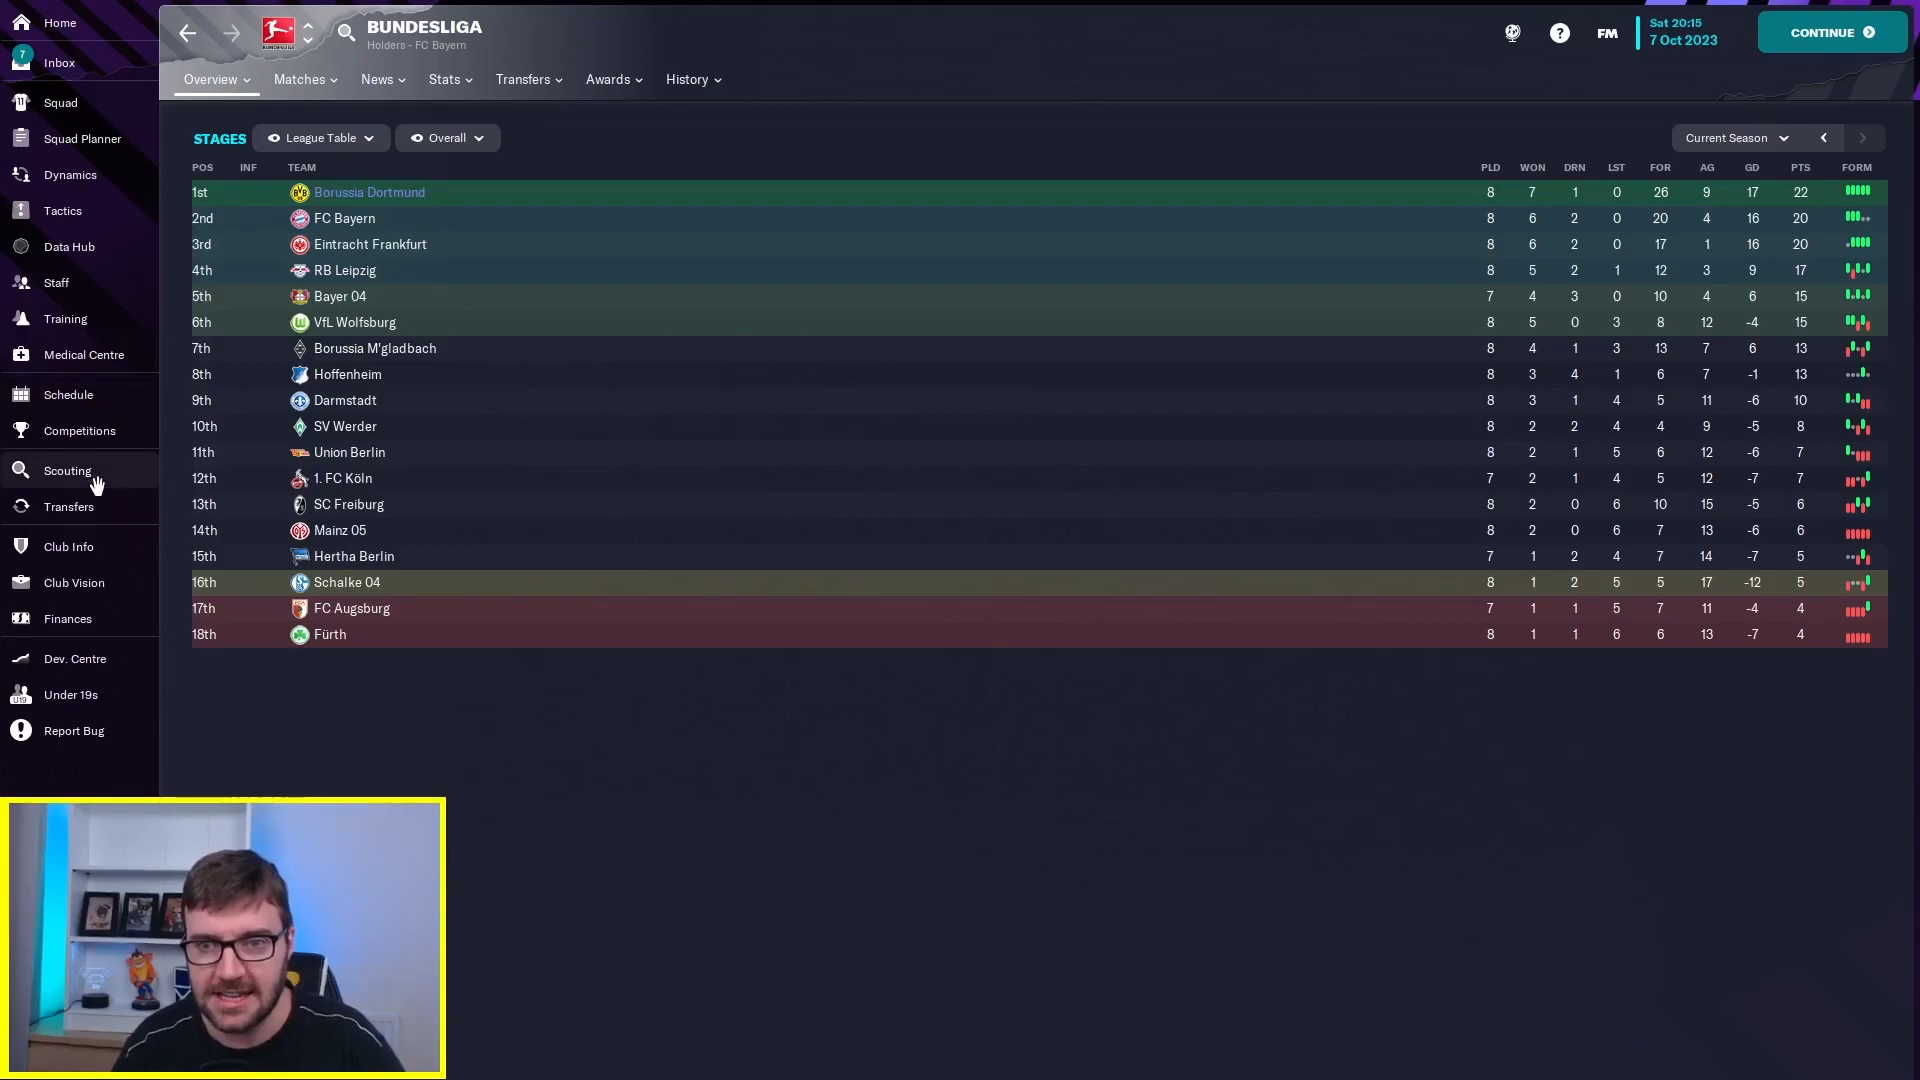 Home
7
Inbox
Squad
Squad Planner
Dynamics
Tactics
Data Hub
Staff
Training
Medical Centre
Schedule
Competitions
Scouting
Transfers
Club Info
Club Vision
Finances
Dev. Centre
U19
Under 19s
Report Bug
BUNDESLIGA
Holders - FC Bayern
FM
Sat 20:15
7 Oct 2023
CONTINUE
Overview Matches News Stats Transfers Awards History
STAGES League Table Overall Current Season
POS INF TEAM PLD WON DRN LST FOR AG GD PTS FORM
1st Borussia Dortmund 8 7 1 0 26 9 17 22
2nd FC Bayern 8 6 2 0 20 4 16 20
3rd Eintracht Frankfurt 8 6 2 0 17 1 16 20
4th RB Leipzig 8 5 2 1 12 3 9 17
5th Bayer 04 7 4 3 0 10 4 6 15
6th VfL Wolfsburg 8 5 0 3 8 12 -4 15
7th Borussia M'gladbach 8 4 1 3 13 7 6 13
8th Hoffenheim 8 3 4 1 6 7 -1 13
9th Darmstadt 8 3 1 4 5 11 -6 10
10th SV Werder 8 2 2 4 4 9 -5 8
11th Union Berlin 8 2 1 5 6 12 -6 7
12th 1. FC Köln 7 2 1 4 5 12 -7 7
13th SC Freiburg 8 2 0 6 10 15 -5 6
14th Mainz 05 8 2 0 6 7 13 -6 6
15th Hertha Berlin 7 1 2 4 7 14 -7 5
16th Schalke 04 8 1 2 5 5 17 -12 5
17th FC Augsburg 7 1 1 5 7 11 -4 4
18th Fürth 8 1 1 6 6 13 -7 4